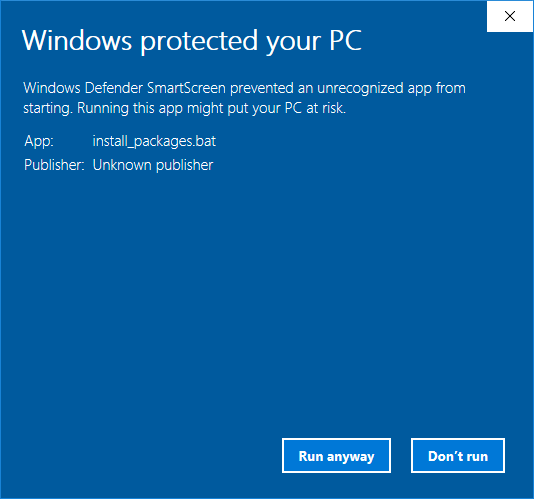 Windows protected your PC
Windows Defender SmartScreen prevented an unrecognized app from
starting. Running this app might put your PC at risk.
App: install_packages.bat
Publisher: Unknown publisher
Run anyway Don’t run